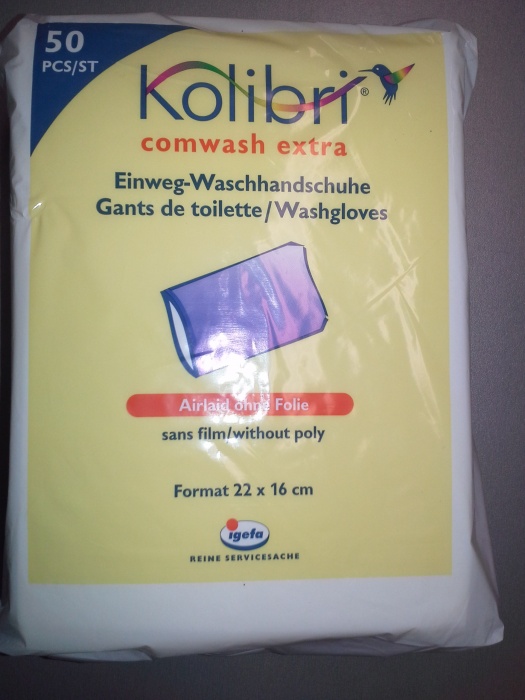 50
PCS/ST
Kolibri®
comwash extra
Einweg-Waschhandschuhe
Gants de toilette/Washgloves
Airlaid ohne Folie
sans film/without poly
Format 22 x 16 cm
igefa
REINE SERVICESACHE